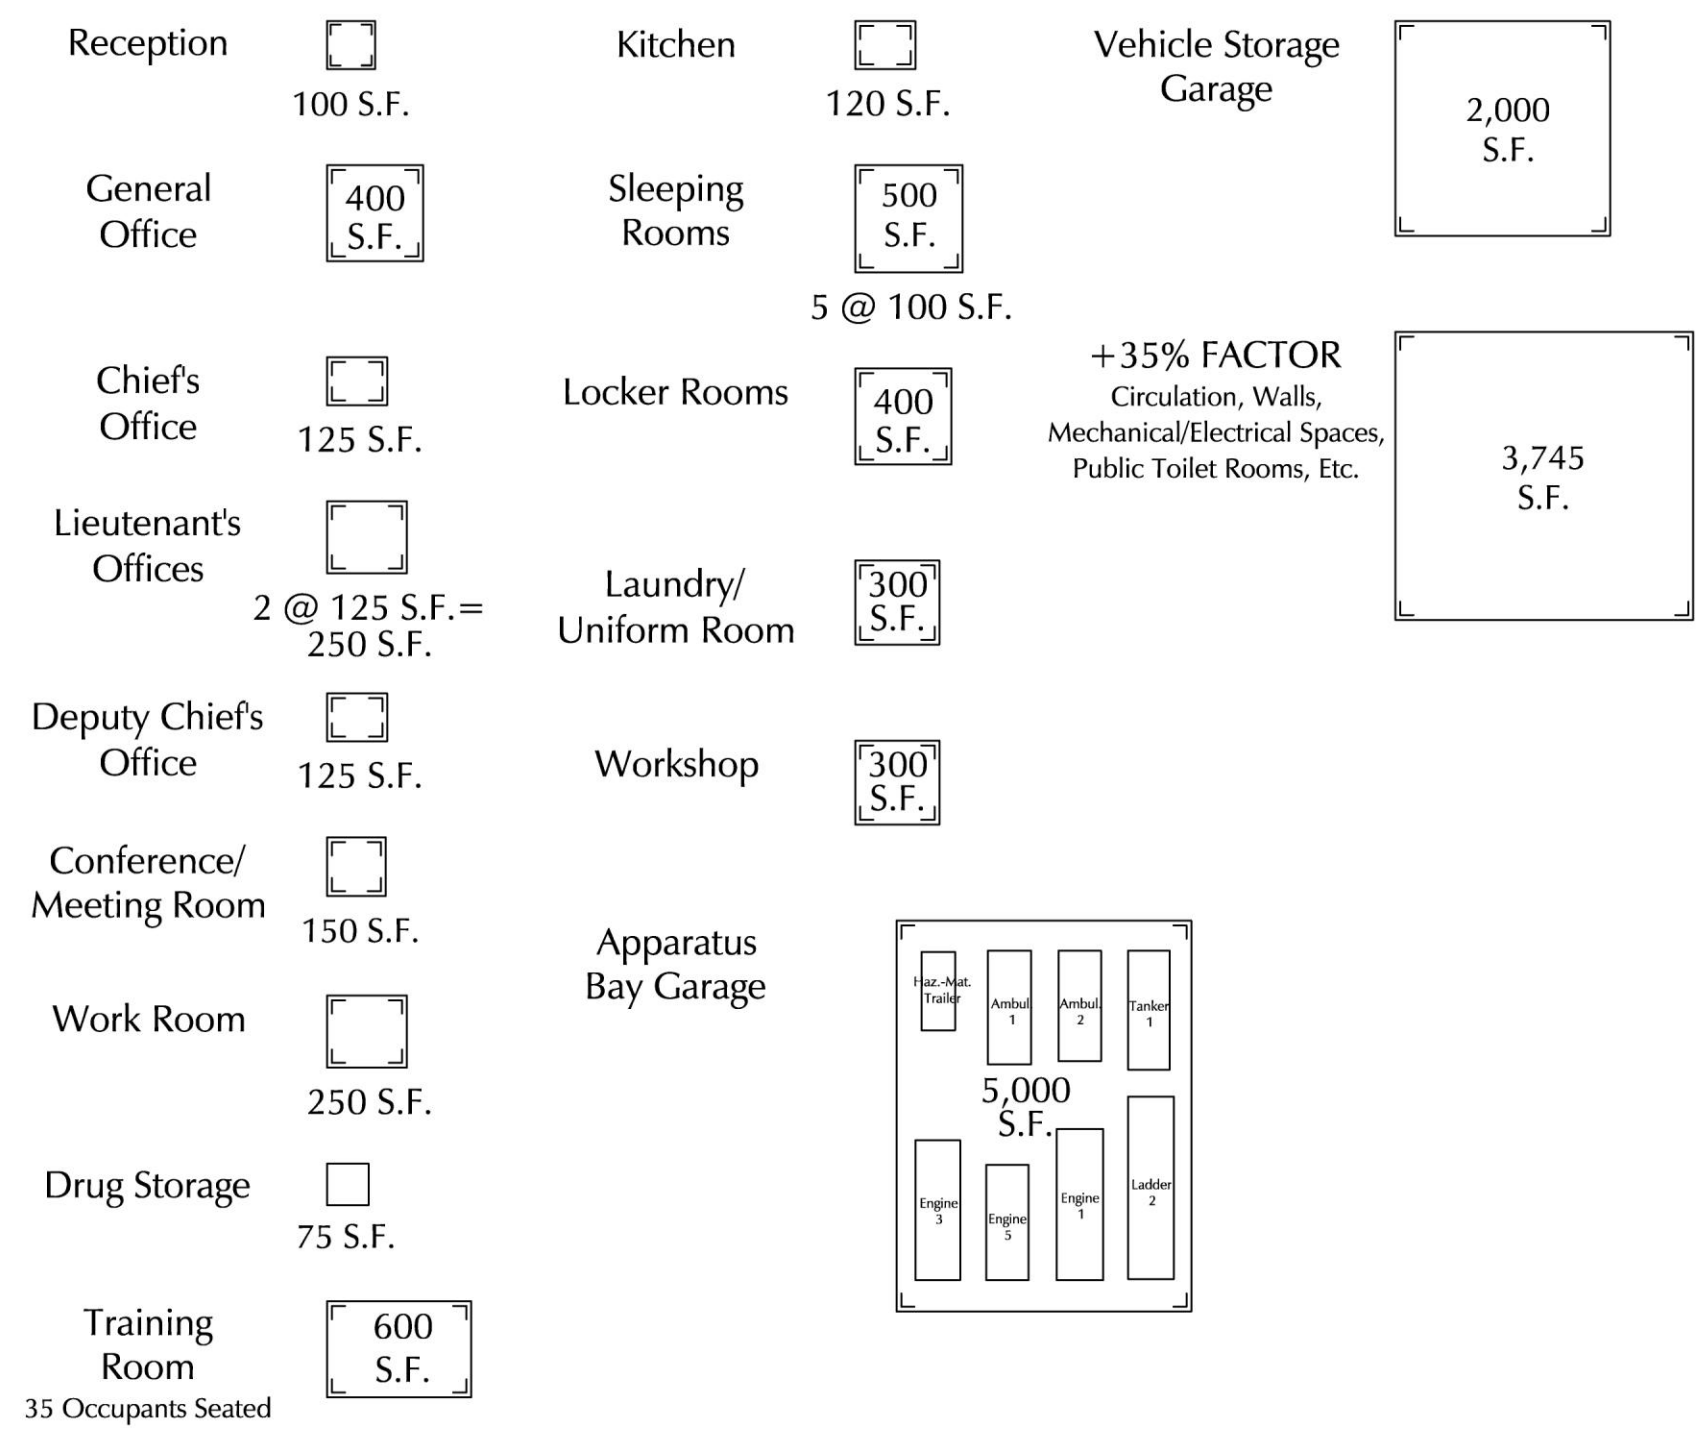 Reception
100 S.F.
General
Office
400
S.F.
Chief's
Office
125 S.F.
Lieutenant's
Offices
2 @ 125 S.F.=
250 S.F.
Deputy Chief's
Office
125 S.F.
Conference/
Meeting Room
150 S.F.
Work Room
250 S.F.
Drug Storage
75 S.F.
Training
Room
35 Occupants Seated
600
S.F.
Kitchen
120 S.F.
Sleeping
Rooms
500
S.F.
5 @ 100 S.F.
Locker Rooms
400
S.F.
Laundry/
Uniform Room
300
S.F.
Workshop
300
S.F.
Apparatus
Bay Garage
Haz.-Mat.
Trailer
Ambul.
1
Ambul.
2
Tanker
1
5,000
S.F.
Engine
3
Engine
5
Engine
1
Ladder
2
Vehicle Storage
Garage
2,000
S.F.
+35% FACTOR
Circulation, Walls,
Mechanical/Electrical Spaces,
Public Toilet Rooms, Etc.
3,745
S.F.